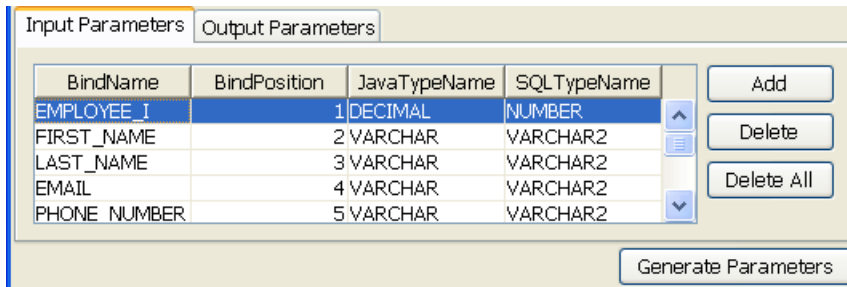 Input Parameters Output Parameters
BindName BindPosition JavaTypeName SQLTypeName Add
EMPLOYEE_I 1 DECIMAL NUMBER
FIRST_NAME 2 VARCHAR VARCHAR2 Delete
LAST_NAME 3 VARCHAR VARCHAR2
EMAIL 4 VARCHAR VARCHAR2 Delete All
PHONE_NUMBER 5 VARCHAR VARCHAR2
Generate Parameters